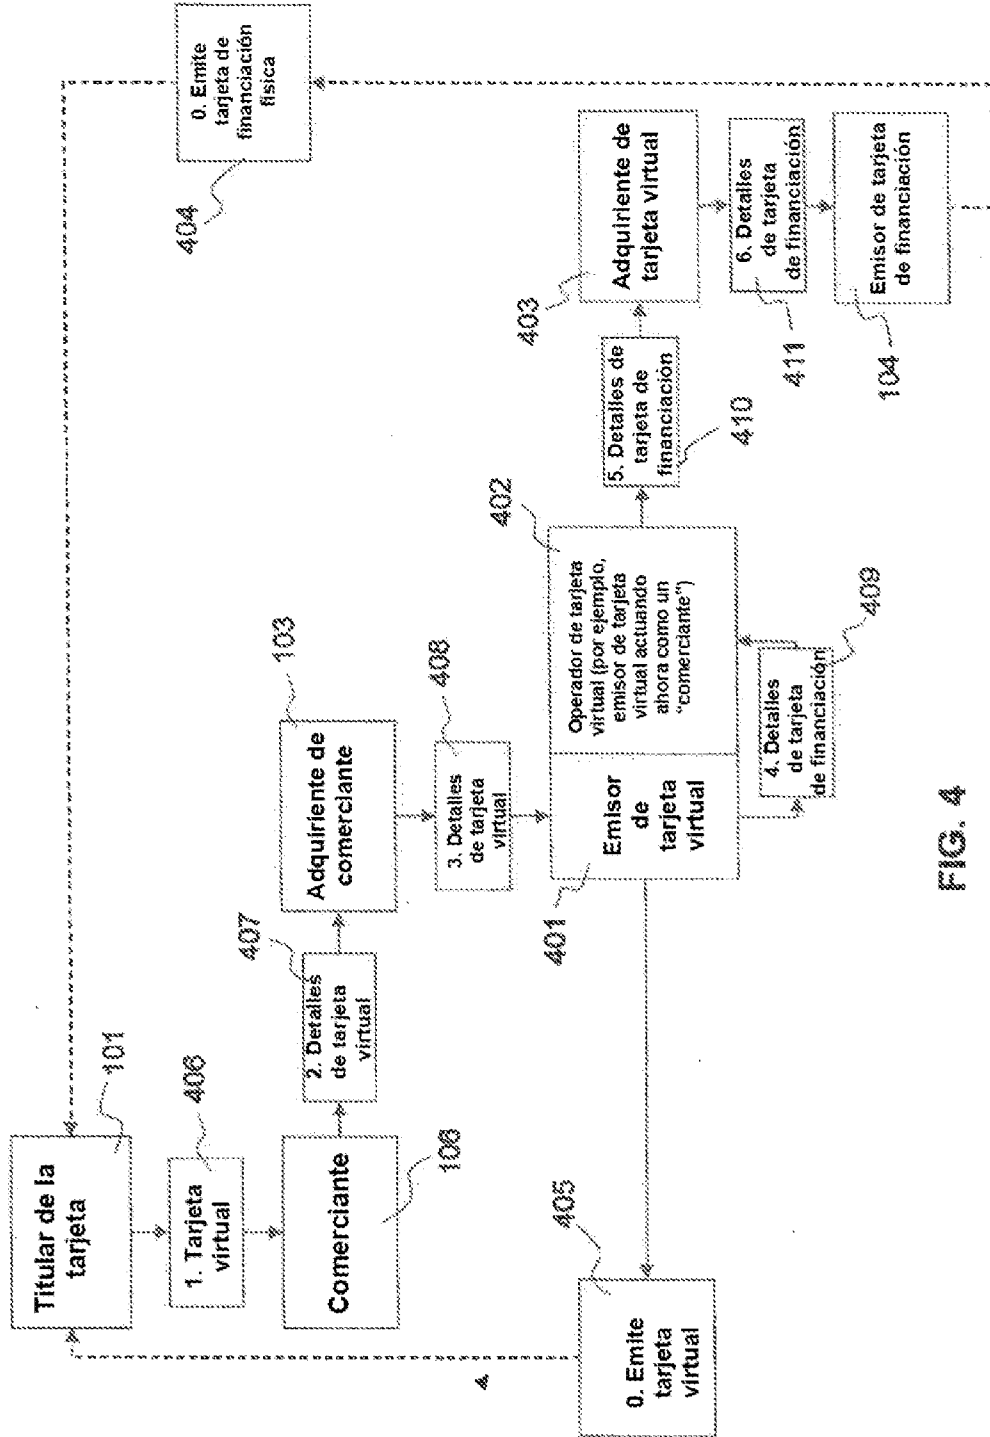 Titular de la
tarjeta
101
1. Tarjeta
virtual
406
Comerciante
106
2. Detalles
de tarjeta
virtual
407
Adquiriente de
comerciante
103
3. Detalles
de tarjeta
virtual
408
Emisor
de
tarjeta
virtual
401
Operador de tarjeta
virtual (por ejemplo,
emisor de tarjeta
virtual actuando
ahora como un
“comerciante”)
402
4. Detalles
de tarjeta
de financiación
409
5. Detalles de
tarjeta de
financiación
410
Adquiriente de
tarjeta virtual
403
6. Detalles
de tarjeta
de financiación
411
Emisor de tarjeta
de financiación
104
0. Emite
tarjeta de
financiación
física
404
0. Emite
tarjeta
virtual
405
FIG. 4